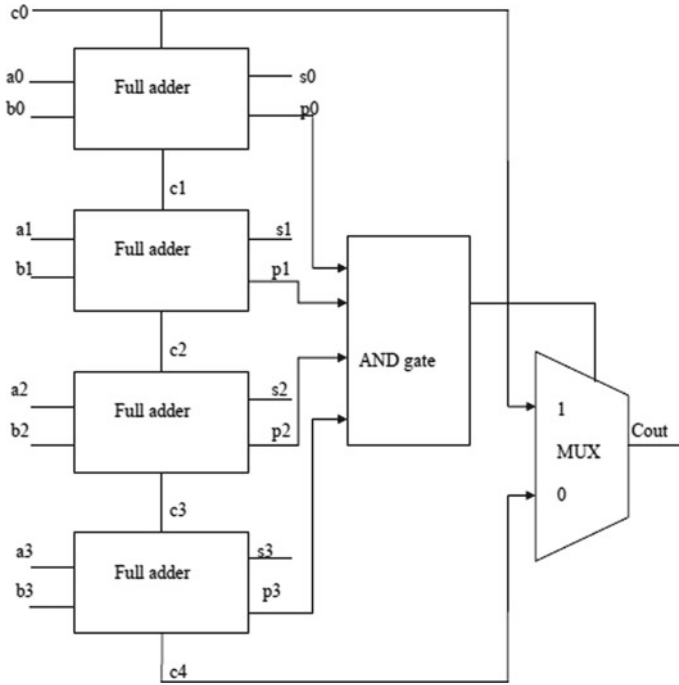 c0
a0
Full adder
s0
b0
p0
c1
a1
Full adder
s1
b1
p1
c2
AND gate
a2
Full adder
s2
b2
p2
1
Cout
MUX
0
c3
a3
Full adder
s3
b3
p3
c4